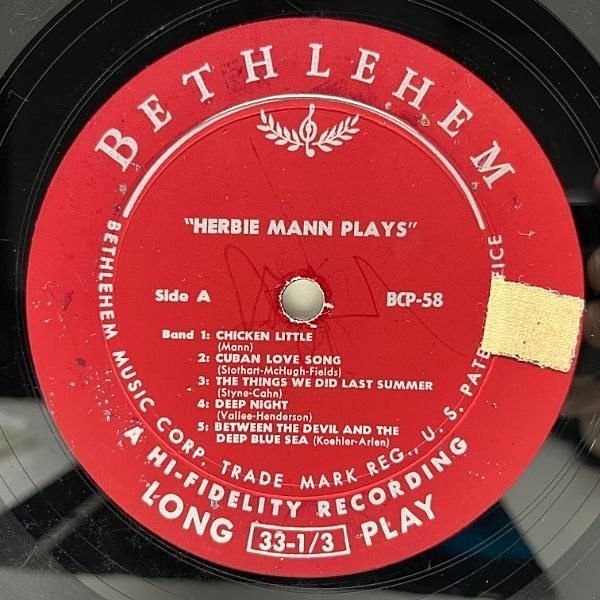 BETHLEHEM
"HERBIE MANN PLAYS"
Side A
BCP-58
Band 1: CHICKEN LITTLE
(Mann)
2: CUBAN LOVE SONG
(Stothart-McHugh-Fields)
3: THE THINGS WE DID LAST SUMMER
(Styne-Cahn)
4: DEEP NIGHT
(Vallee-Henderson)
5: BETWEEN THE DEVIL AND THE
DEEP BLUE SEA (Koehler-Arlen)
BETHLEHEM MUSIC CORP. TRADE MARK REG., U. S.
A HI-FIDELITY RECORDING
LONG 33-1/3 PLAY